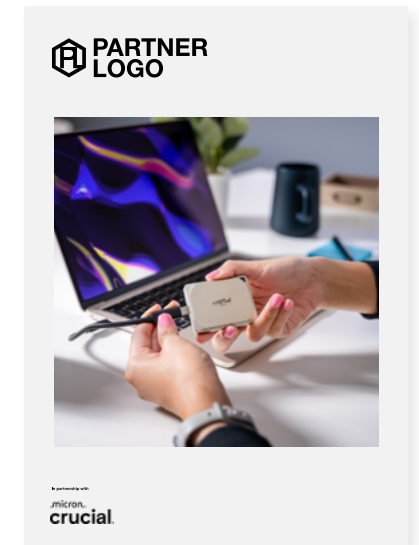 PARTNER
LOGO
crucial
In partnership with
micron
crucial